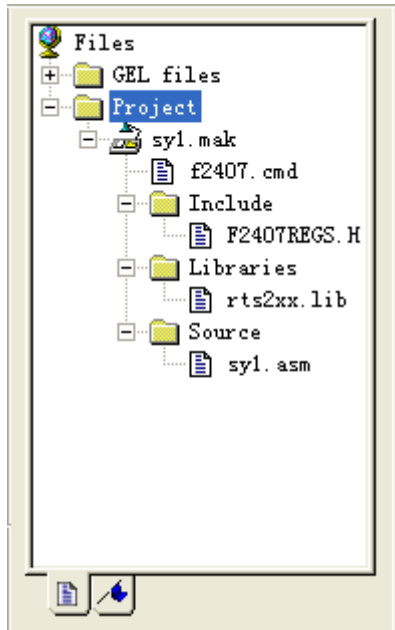 Files
GEL files
Project
sy1.mak
f2407.cmd
Include
F2407REGS.H
Libraries
rts2xx.lib
Source
sy1.asm